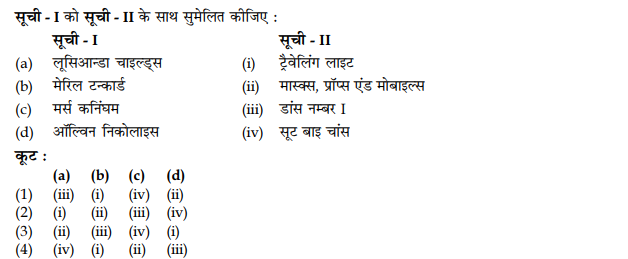 सूची - I को सूची - II के साथ सुमेलित कीजिए :
सूची - I सूची - II
(a) लूसिआन्डा चाइल्ड्स (i) ट्रैवेलिंग लाइट
(b) मेरिल टन्कार्ड (ii) मास्क्स, प्रॉप्स एंड मोबाइल्स
(c) मर्स कनिंघम (iii) डांस नम्बर I
(d) ऑल्विन निकोलाइस (iv) सूट बाइ चांस
कूट :
(a) (b) (c) (d)
(1) (iii) (i) (iv) (ii)
(2) (i) (ii) (iii) (iv)
(3) (ii) (iii) (iv) (i)
(4) (iv) (i) (ii) (iii)